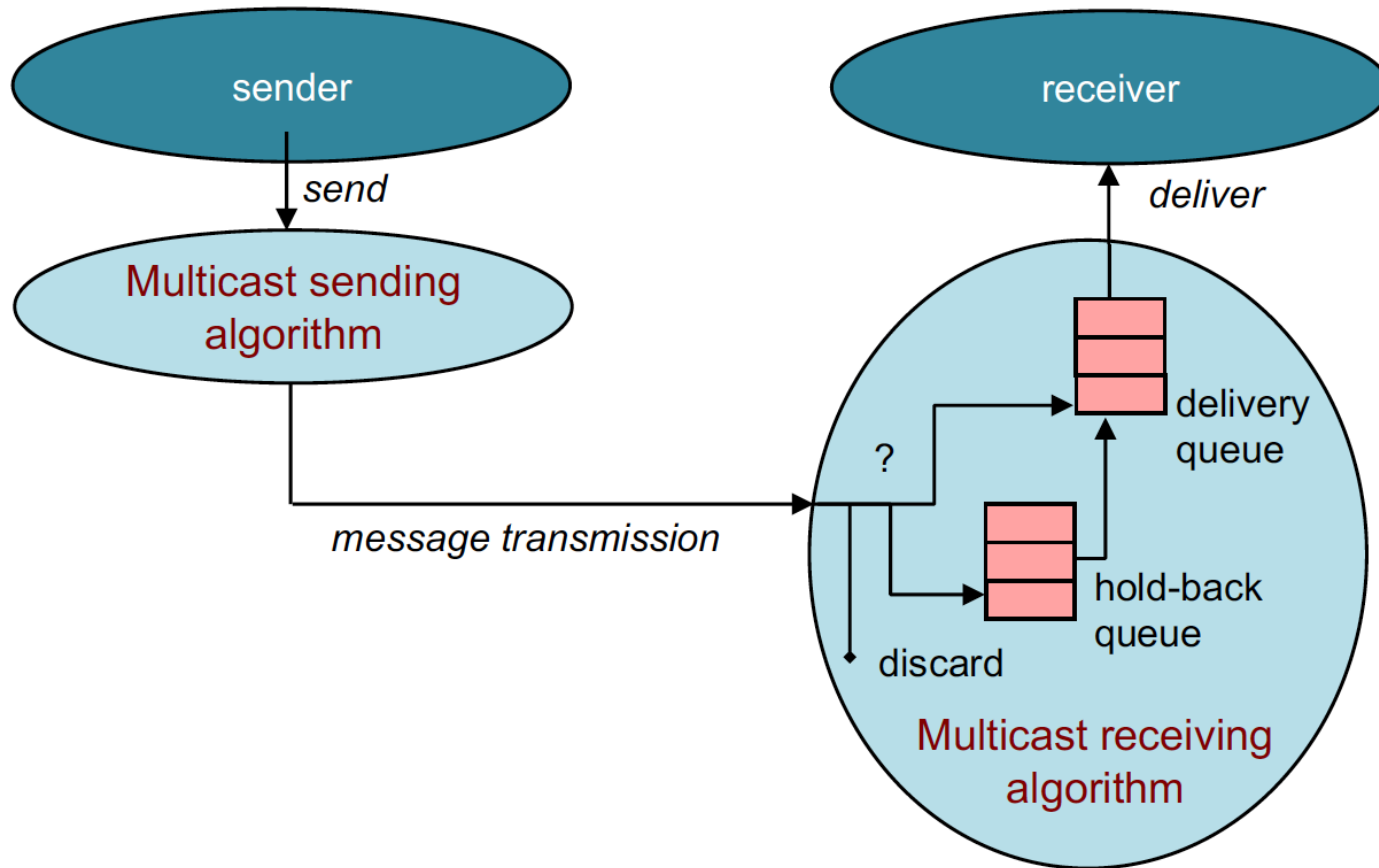 sender
receiver
send
deliver
Multicast sending
algorithm
delivery
queue
?
message transmission
hold-back
queue
discard
Multicast receiving
algorithm